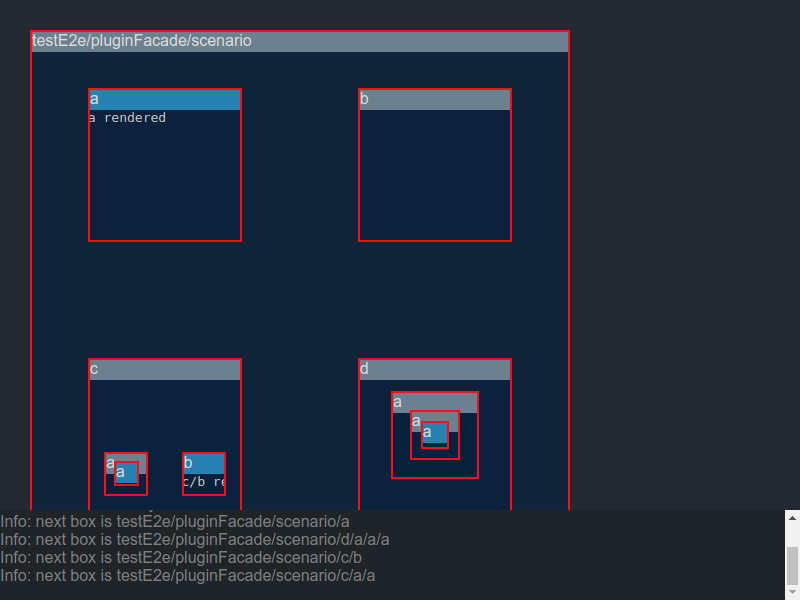 testE2e/pluginFacade/scenario
a
b
a rendered
c
d
a
a
a
b
a
a
c/b re
Info: next box is testE2e/pluginFacade/scenario/a
Info: next box is testE2e/pluginFacade/scenario/d/a/a/a
Info: next box is testE2e/pluginFacade/scenario/c/b
Info: next box is testE2e/pluginFacade/scenario/c/a/a